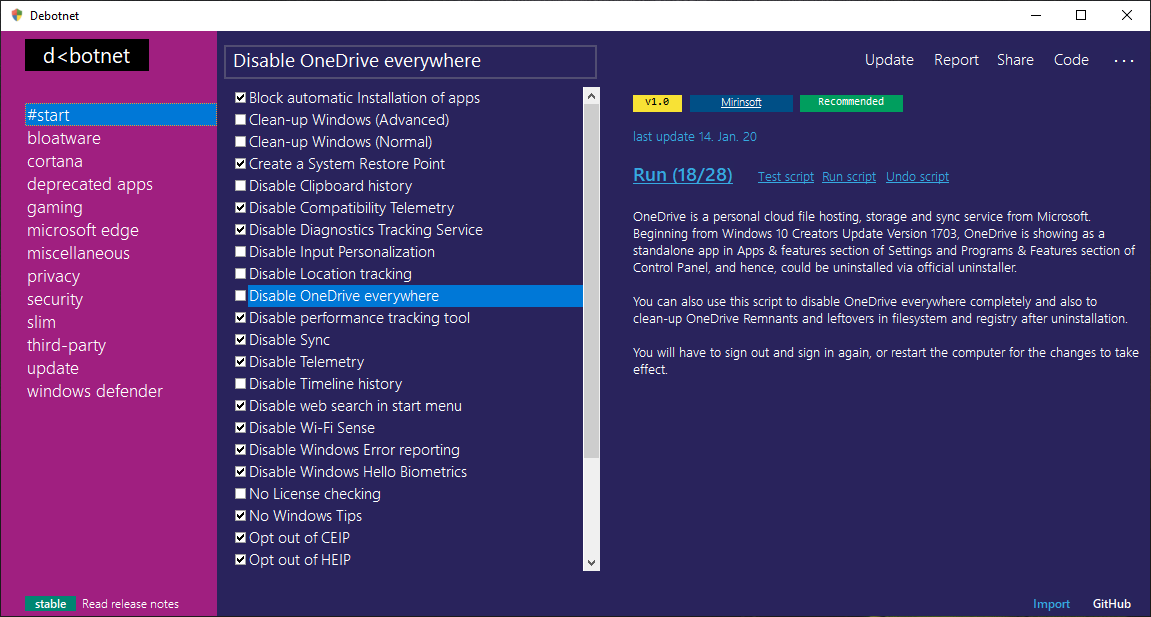 Debotnet
d<botnet
#start
bloatware
cortana
deprecated apps
gaming
microsoft edge
miscellaneous
privacy
security
slim
third-party
update
windows defender
stable Read release notes
Disable OneDrive everywhere
Block automatic Installation of apps
Clean-up Windows (Advanced)
Clean-up Windows (Normal)
Create a System Restore Point
Disable Clipboard history
Disable Compatibility Telemetry
Disable Diagnostics Tracking Service
Disable Input Personalization
Disable Location tracking
Disable OneDrive everywhere
Disable performance tracking tool
Disable Sync
Disable Telemetry
Disable Timeline history
Disable web search in start menu
Disable Wi-Fi Sense
Disable Windows Error reporting
Disable Windows Hello Biometrics
No License checking
No Windows Tips
Opt out of CEIP
Opt out of HEIP
Update Report Share Code ...
v1.0 Mirinsoft Recommended
last update 14. Jan. 20
Run (18/28) Test script Run script Undo script
OneDrive is a personal cloud file hosting, storage and sync service from Microsoft.
Beginning from Windows 10 Creators Update Version 1703, OneDrive is showing as a
standalone app in Apps & features section of Settings and Programs & Features section of
Control Panel, and hence, could be uninstalled via official uninstaller.
You can also use this script to disable OneDrive everywhere completely and also to
clean-up OneDrive Remnants and leftovers in filesystem and registry after uninstallation.
You will have to sign out and sign in again, or restart the computer for the changes to take
effect.
Import GitHub